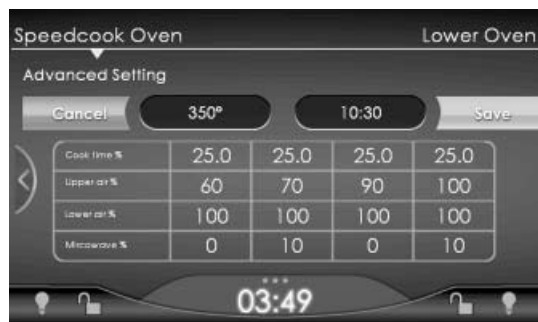 Speedcook Oven Lower Oven
Advanced Setting
Cancel 350° 10:30 Save
Cook time % 25.0 25.0 25.0 25.0
Upper air % 60 70 90 100
Lower air % 100 100 100 100
Mircowave % 0 10 0 10
03:49